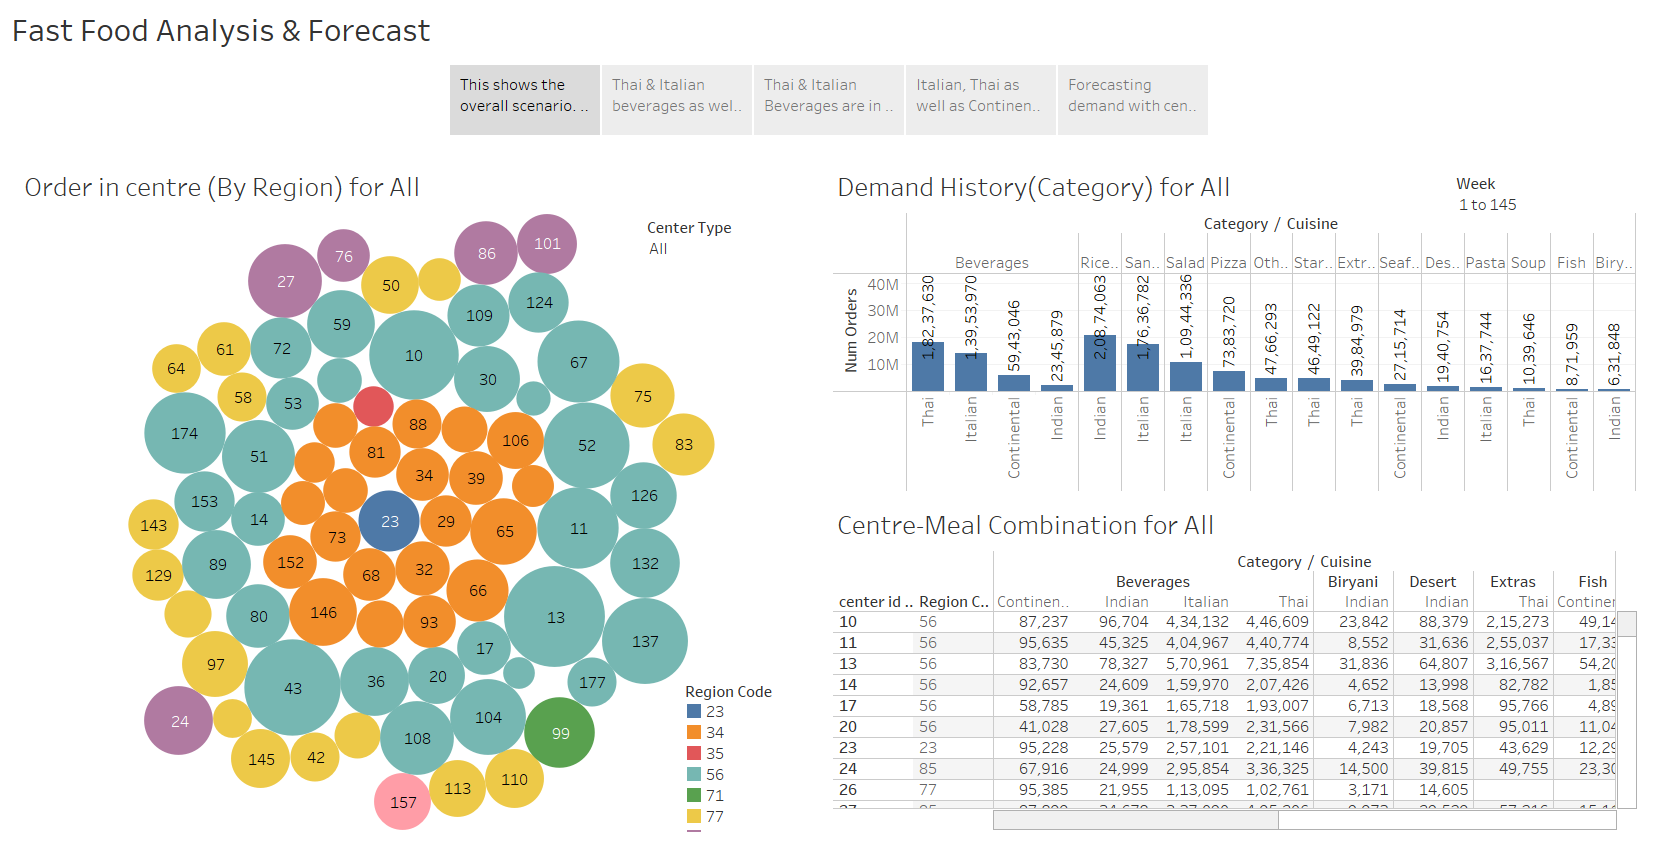 Fast Food Analysis & Forecast
This shows the overall scenario. ..
Thai & Italian beverages as wel..
Thai & Italian Beverages are in ..
Italian, Thai as well as Continen..
Forecasting demand with cen..
Order in centre (By Region) for All
Center Type
All
101
86
76
27
50
124
109
59
10
72
61
64
67
30
58
53
75
174
88
106
83
52
51
81
34
39
126
153
14
23
29
65
11
143
73
132
89
152
68
32
129
66
146
80
93
13
137
17
97
20
36
177
43
104
24
99
108
145
42
110
113
157
Region Code
23
34
35
56
71
77
Demand History(Category) for All
Week
1 to 145
Category / Cuisine
Beverages Rice.. San.. Salad Pizza Oth.. Star.. Extr.. Seaf.. Des.. Pasta Soup Fish Biry..
Num Orders
40M
30M
20M
10M
1,82,37,630 1,39,53,970 59,43,046 23,45,879 2,08,74,063 1,76,36,782 1,09,44,336 73,83,720 47,66,293 46,49,122 39,84,979 27,15,714 19,40,754 16,37,744 10,39,646 8,71,959 6,31,848
Thai Italian Continental Indian Indian Italian Italian Continental Thai Thai Thai Continental Indian Italian Thai Continental Indian
Centre-Meal Combination for All
Category / Cuisine
Beverages Biryani Desert Extras Fish
center id .. Region C.. Continen.. Indian Italian Thai Indian Indian Thai Continen
10 56 87,237 96,704 4,34,132 4,46,609 23,842 88,379 2,15,273 49,14
11 56 95,635 45,325 4,04,967 4,40,774 8,552 31,636 2,55,037 17,33
13 56 83,730 78,327 5,70,961 7,35,854 31,836 64,807 3,16,567 54,20
14 56 92,657 24,609 1,59,970 2,07,426 4,652 13,998 82,782 1,85
17 56 58,785 19,361 1,65,718 1,93,007 6,713 18,568 95,766 4,89
20 56 41,028 27,605 1,78,599 2,31,566 7,982 20,857 95,011 11,04
23 23 95,228 25,579 2,57,101 2,21,146 4,243 19,705 43,629 12,29
24 85 67,916 24,999 2,95,854 3,36,325 14,500 39,815 49,755 23,30
26 77 95,385 21,955 1,13,095 1,02,761 3,171 14,605